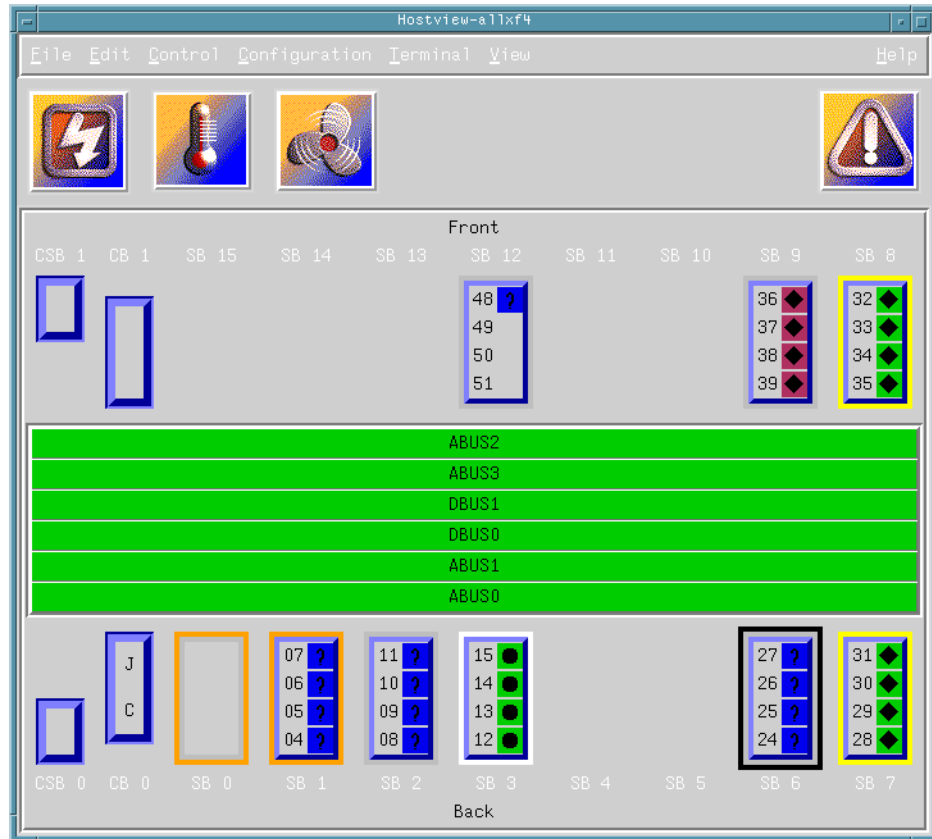 Hostview-allxf4
File Edit Control Configuration Terminal View Help
Front
CSB 1 CB 1 SB 15 SB 14 SB 13 SB 12 SB 11 SB 10 SB 9 SB 8
48 ? 36 32
49 37 33
50 38 34
51 39 35
ABUS2
ABUS3
DBUS1
DBUS0
ABUS1
ABUS0
J 07 ? 11 ? 15 27 ? 31
06 ? 10 ? 14 26 ? 30
C 05 ? 09 ? 13 25 ? 29
04 ? 08 ? 12 24 ? 28
CSB 0 CB 0 SB 0 SB 1 SB 2 SB 3 SB 4 SB 5 SB 6 SB 7
Back